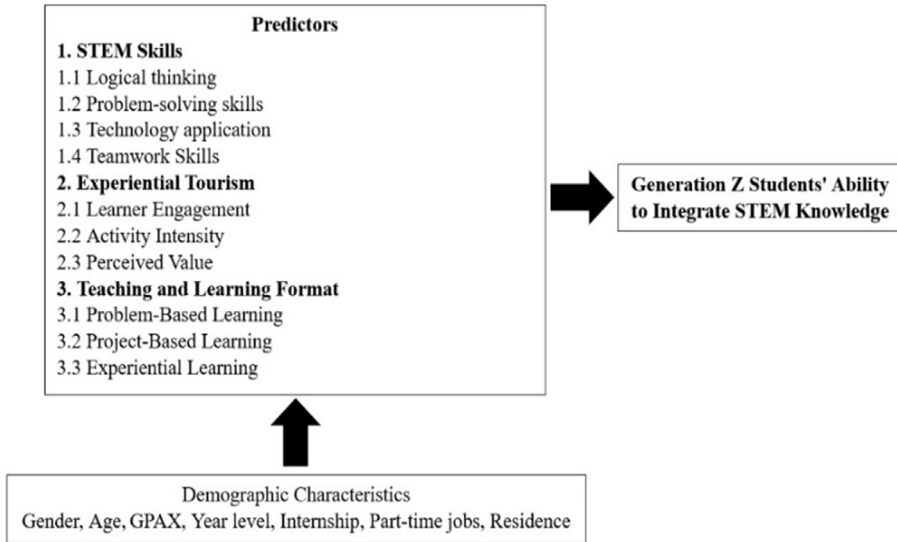 Predictors
1. STEM Skills
1.1 Logical thinking
1.2 Problem-solving skills
1.3 Technology application
1.4 Teamwork Skills
2. Experiential Tourism
2.1 Learner Engagement
2.2 Activity Intensity
2.3 Perceived Value
3. Teaching and Learning Format
3.1 Problem-Based Learning
3.2 Project-Based Learning
3.3 Experiential Learning
Generation Z Students' Ability
to Integrate STEM Knowledge
Demographic Characteristics
Gender, Age, GPAX, Year level, Internship, Part-time jobs, Residence